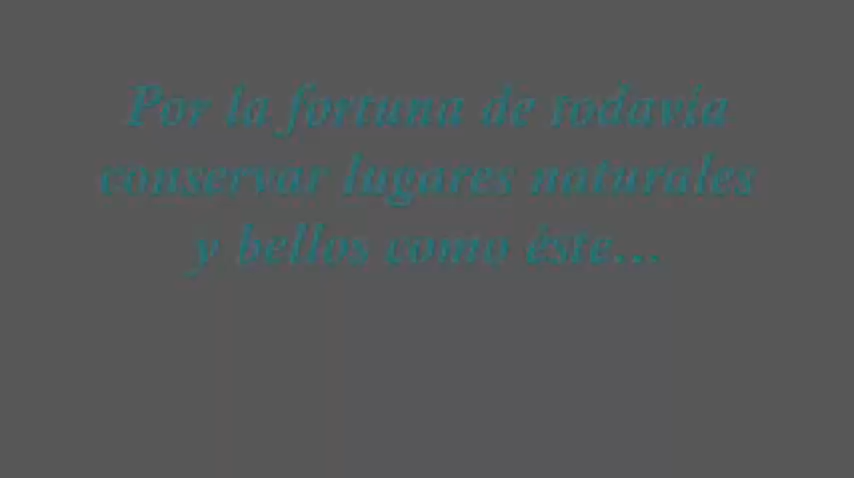 Por la fortuna de todavía
conservar lugares naturales
y bellos como éste...